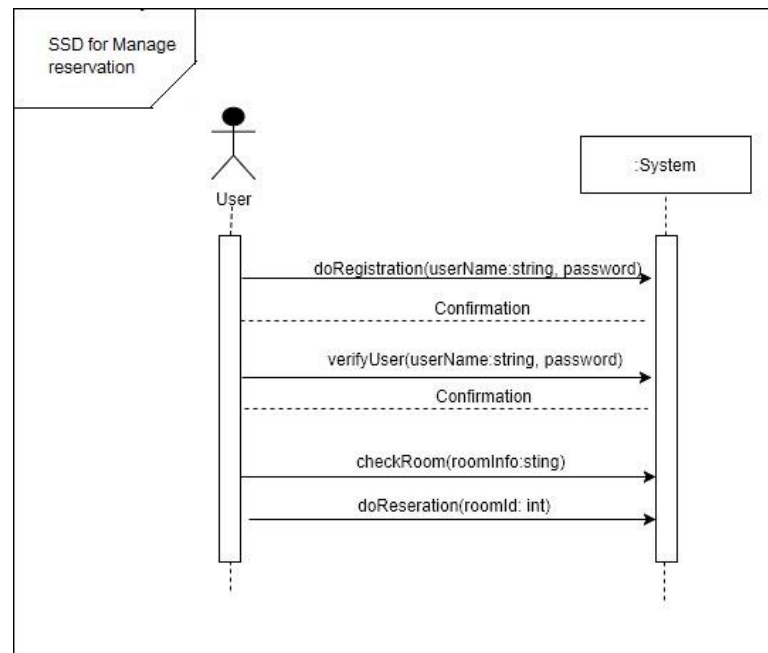 SSD for Manage
reservation
User
:System
doRegistration(userName:string, password)
Confirmation
verifyUser(userName:string, password)
Confirmation
checkRoom(roomInfo:sting)
doReseration(roomId: int)